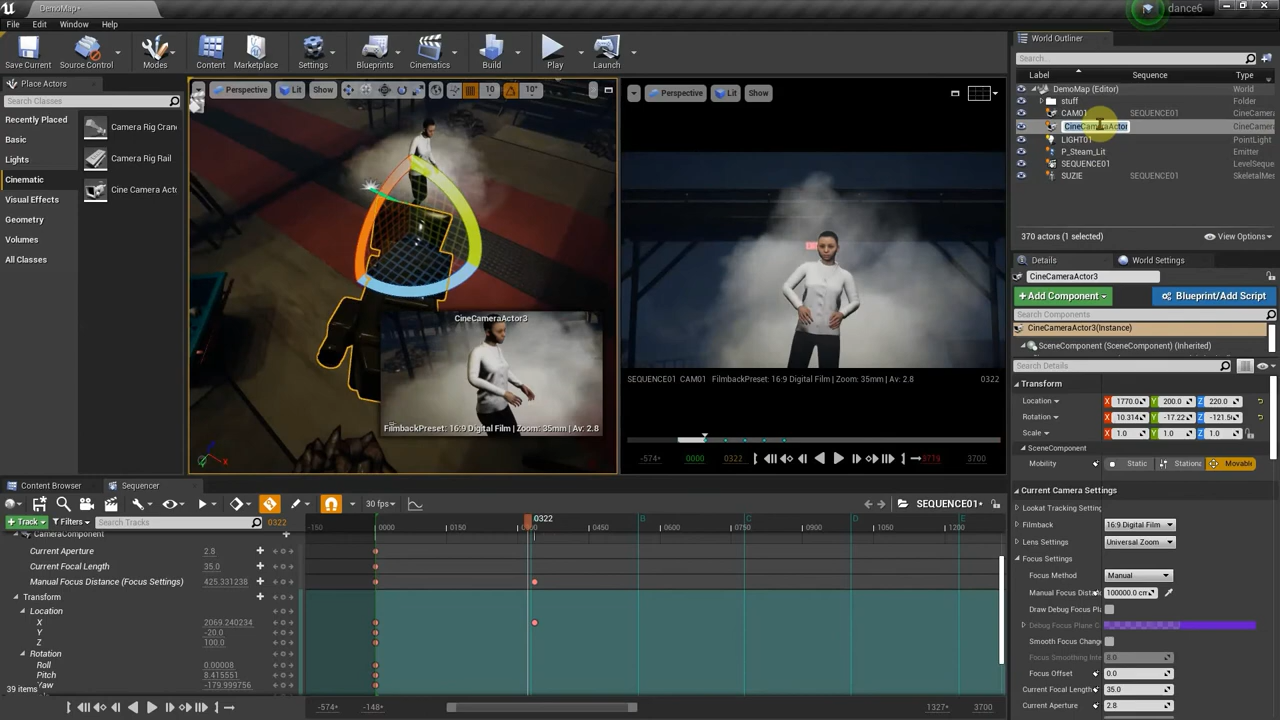 DemoMap*
dance6
File Edit Window Help
Save Current Source Control Modes Content Marketplace Settings Blueprints Cinematics Build Play Launch
Place Actors
Search Classes
Recently Placed
Basic
Lights
Cinematic
Visual Effects
Geometry
Volumes
All Classes
Camera Rig Crane
Camera Rig Rail
Cine Camera Acto
Perspective Lit Show 10 10°
CineCameraActor3
FilmbackPreset: 16:9 Digital Film | Zoom: 35mm | Av: 2.8
Perspective Lit Show
SEQUENCE01 CAM01 FilmbackPreset: 16:9 Digital Film | Zoom: 35mm | Av: 2.8 0322
-574+ 0000 0322 3779 3700
World Outliner
Search...
Label Sequence Type
DemoMap (Editor) World
stuff Folder
CAM01 SEQUENCE01 CineCamera
CineCameraActor CineCamera
LIGHT01 PointLight
P_Steam_Lit Emitter
SEQUENCE01 LevelSeque
SUZIE SEQUENCE01 SkeletalMes
370 actors (1 selected) View Options
Details World Settings
CineCameraActor3
+ Add Component Blueprint/Add Script
Search Components
CineCameraActor3(Instance)
SceneComponent (SceneComponent) (Inherited)
Search Details
Transform
Location X 1770.0 Y 200.0 Z 220.0
Rotation X 10.314 Y -17.22 Z -121.5
Scale X 1.0 Y 1.0 Z 1.0
SceneComponent
Mobility Static Stationa Movable
Current Camera Settings
Lookat Tracking Setting
Filmback 16:9 Digital Film
Lens Settings Universal Zoom
Focus Settings
Focus Method Manual
Manual Focus Distan 100000.0 cm
Draw Debug Focus Pla
Debug Focus Plane C
Smooth Focus Change
Focus Smoothing Inte 8.0
Focus Offset 0.0
Current Focal Length 35.0
Current Aperture 2.8
Content Browser Sequencer
30 fps SEQUENCE01*
+ Track Filters Search Tracks 0322
-150 0000 0150 0322 0450 0600 0750 0900 1050 1200
B C D E
CameraComponent
Current Aperture 2.8
Current Focal Length 35.0
Manual Focus Distance (Focus Settings) 425.331238
Transform
Location
X 2069.240234
Y -20.0
Z 100.0
Rotation
Roll 0.00008
Pitch 8.415551
Yaw -179.999756
39 items
-574+ -148+ 1327+ 3700